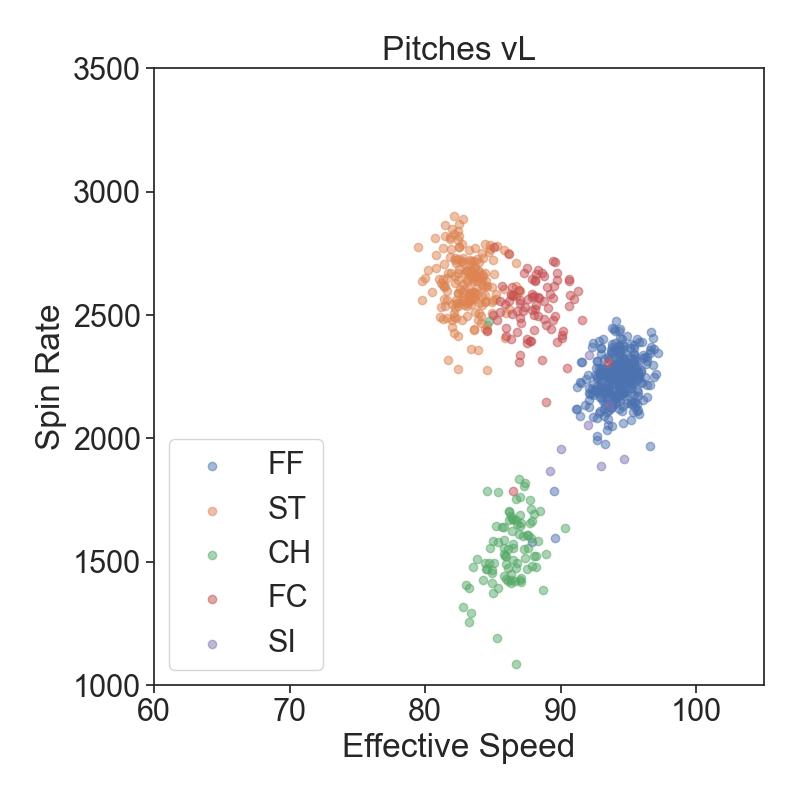 Pitches vL
3500
3000
2500
2000
1500
1000
Spin Rate
FF
ST
CH
FC
SI
60 70 80 90 100
Effective Speed